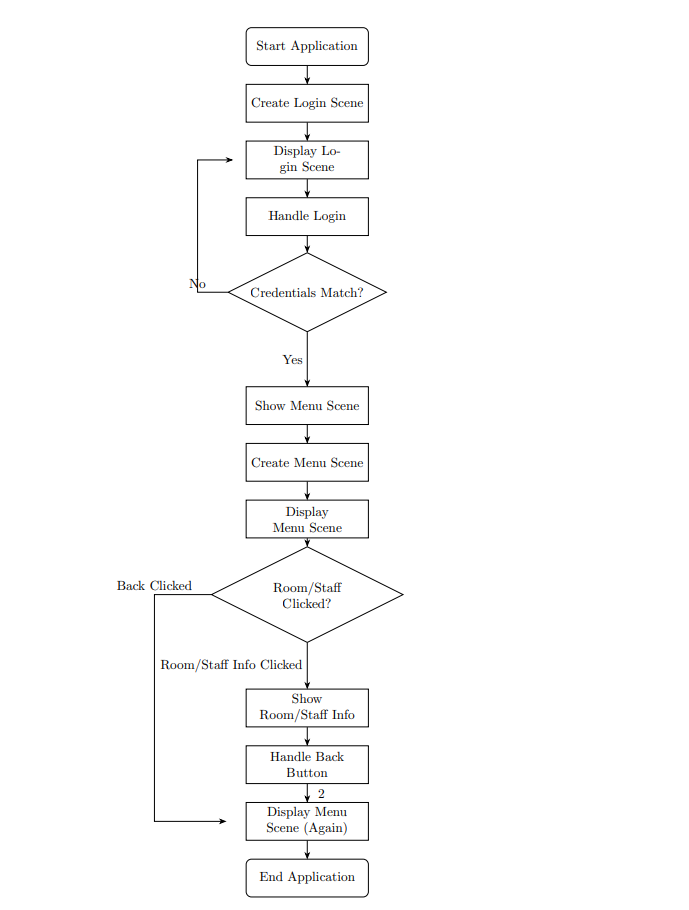 Start Application
Create Login Scene
Display Lo-
gin Scene
Handle Login
No
Credentials Match?
Yes
Show Menu Scene
Create Menu Scene
Display
Menu Scene
Back Clicked
Room/Staff
Clicked?
Room/Staff Info Clicked
Show
Room/Staff Info
Handle Back
Button
2
Display Menu
Scene (Again)
End Application